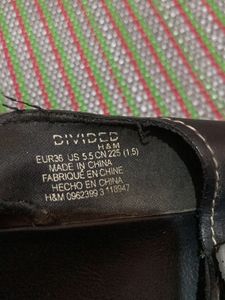 DIVIDED
H&M
EUR36 US 5.5 CN 225 (1.5)
MADE IN CHINA
FABRIQUÉ EN CHINE
HECHO EN CHINA
H&M 0962399 3 118947